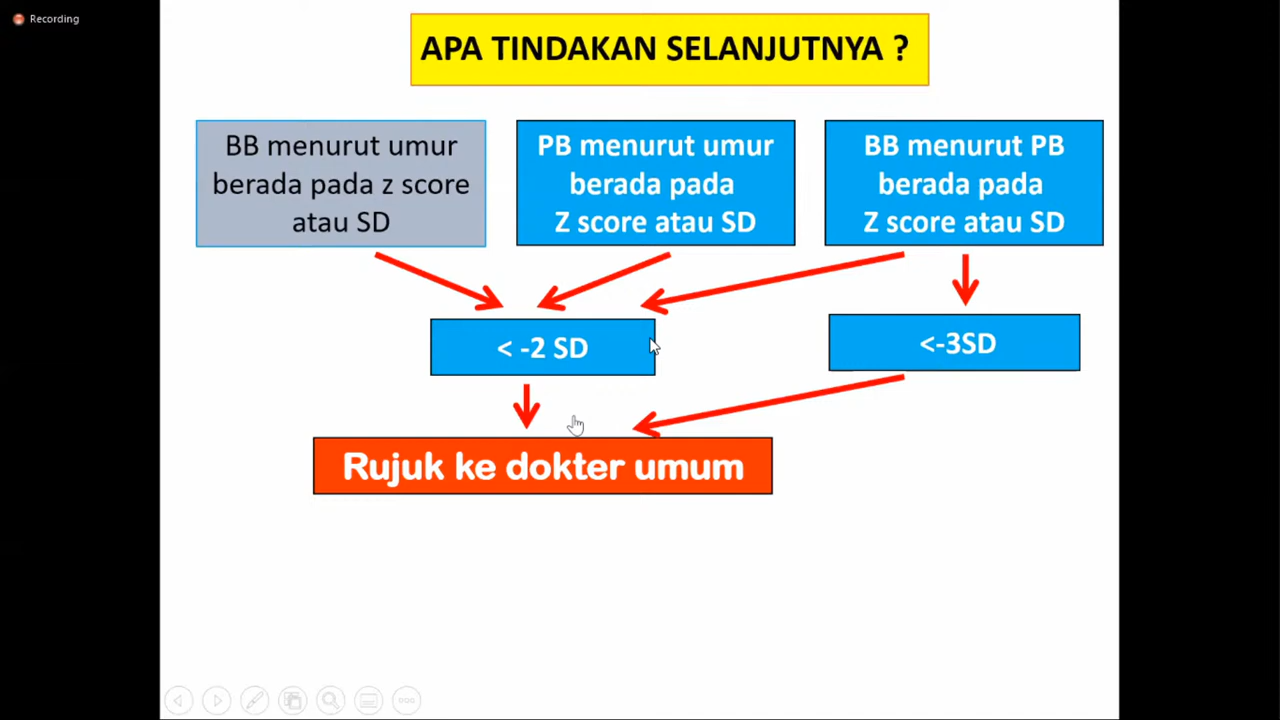 Recording
APA TINDAKAN SELANJUTNYA ?
BB menurut umur
berada pada z score
atau SD
PB menurut umur
berada pada
Z score atau SD
BB menurut PB
berada pada
Z score atau SD
< -2 SD
<-3SD
Rujuk ke dokter umum